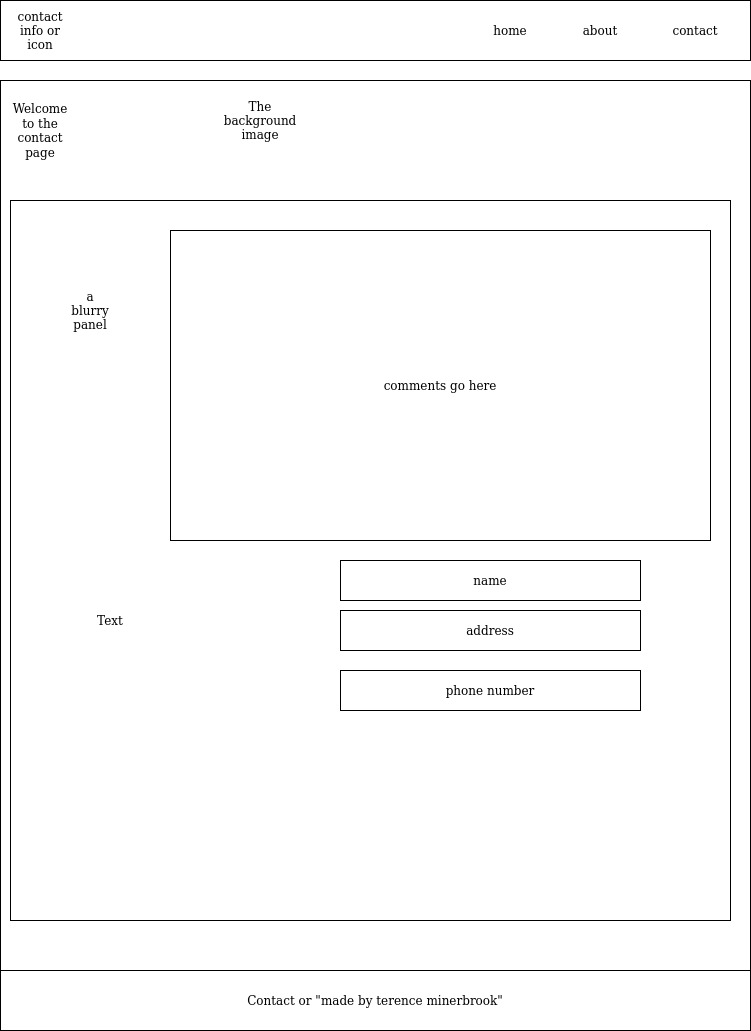 contact
info or
icon
home about contact
Welcome
to the
contact
page
The
background
image
a
blurry
panel
comments go here
name
Text
address
phone number
Contact or "made by terence minerbrook"